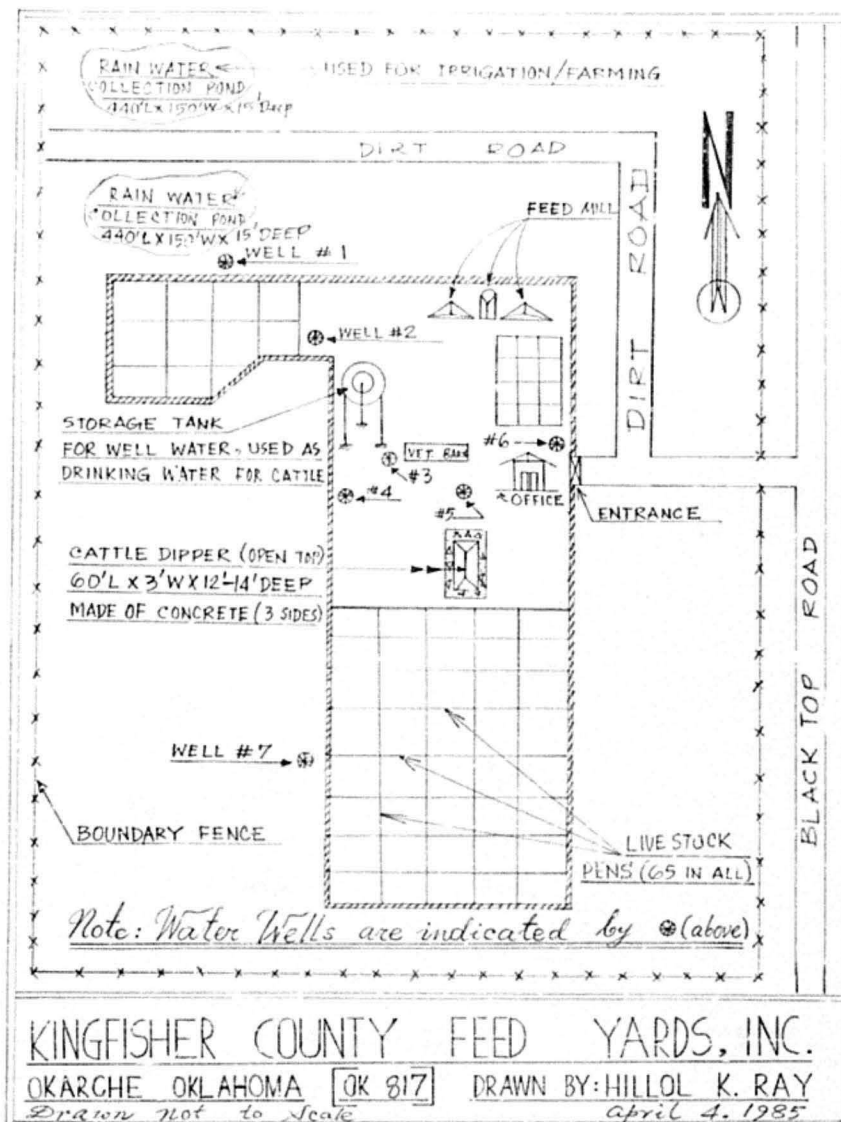 RAIN WATER
COLLECTION POND
440'L X 150'W X 15' Deep
USED FOR IRRIGATION/FARMING
DIRT ROAD
RAIN WATER
COLLECTION POND
440'L X 150'W X 15' DEEP
WELL #1
FEED MILL
DIRT ROAD
N
WELL #2
STORAGE TANK
FOR WELL WATER, USED AS
DRINKING WATER FOR CATTLE
VET. BARN
#6
#3
#4
OFFICE
#5
ENTRANCE
CATTLE DIPPER (OPEN TOP)
60'L X 3'W X 12'-14' DEEP
MADE OF CONCRETE (3 SIDES)
BLACK TOP ROAD
WELL #7
BOUNDARY FENCE
LIVE STOCK
PENS (65 IN ALL)
Note: Water Wells are indicated by (above)
KINGFISHER COUNTY FEED YARDS, INC.
OKARCHE OKLAHOMA OK 817 DRAWN BY: HILLOL K. RAY
Drawn not to Scale April 4. 1985